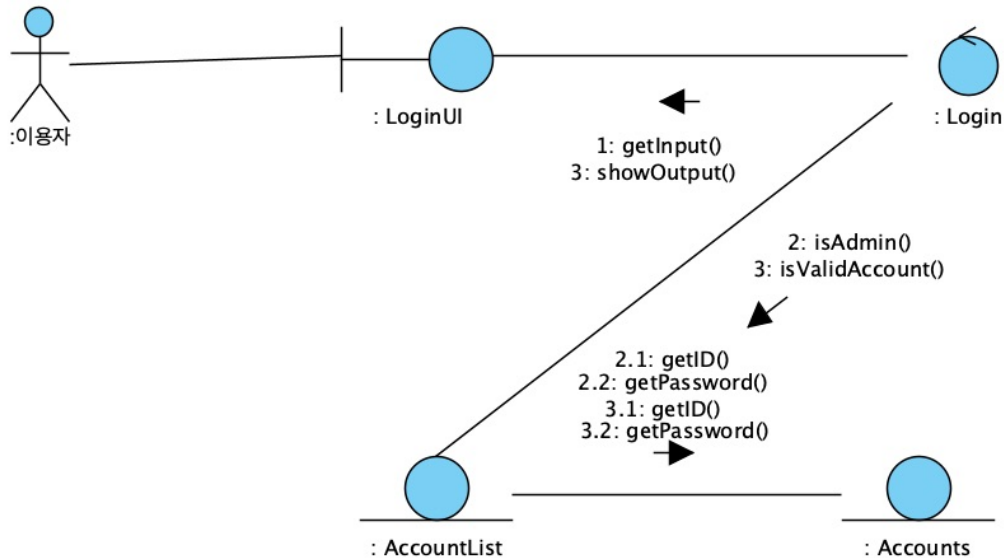 : LoginUI
: Login
:이용자
1: getInput()
3: showOutput()
2: isAdmin()
3: isValidAccount()
2.1: getID()
2.2: getPassword()
3.1: getID()
3.2: getPassword()
: AccountList
: Accounts